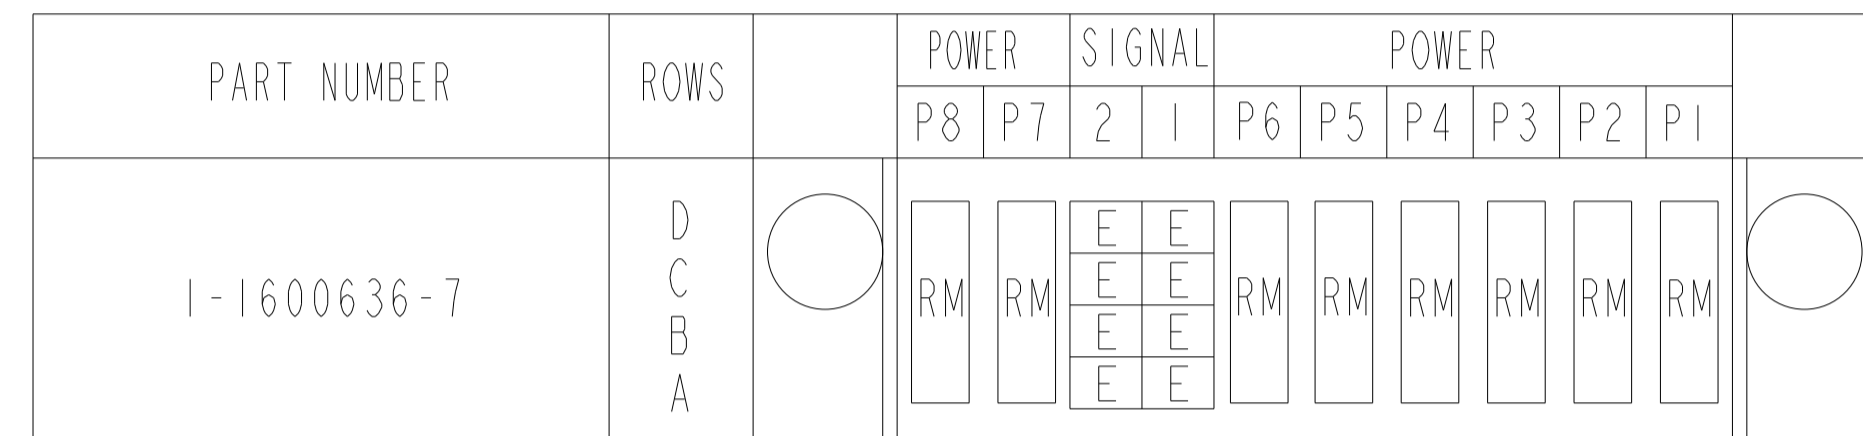 PART NUMBER ROWS POWER SIGNAL POWER
P8 P7 2 1 P6 P5 P4 P3 P2 P1
D E E
1-1600636-7 C RM RM E E RM RM RM RM RM RM
B E E
A E E